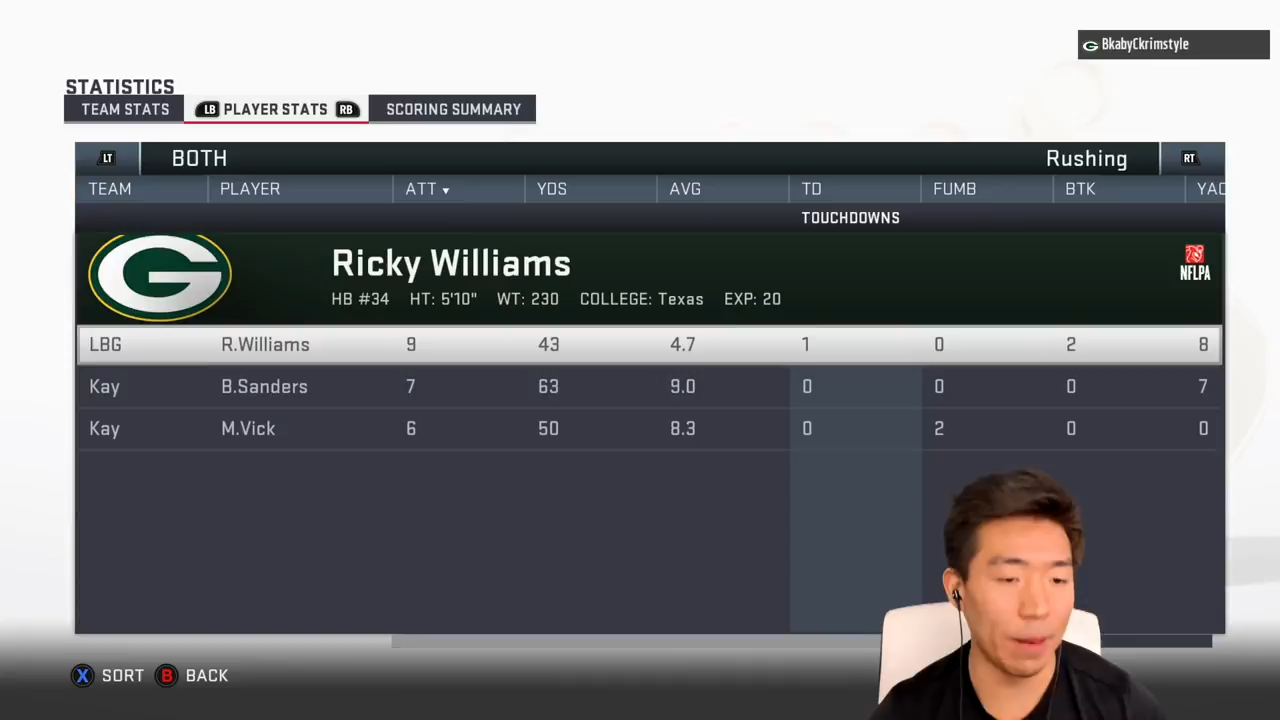 BkabyCkrimstyle
STATISTICS
TEAM STATS LB PLAYER STATS RB SCORING SUMMARY
LT BOTH Rushing RT
TEAM PLAYER ATT YDS AVG TD FUMB BTK YAC
TOUCHDOWNS
G Ricky Williams
HB #34 HT: 5'10" WT: 230 COLLEGE: Texas EXP: 20
NFLPA
LBG R.Williams 9 43 4.7 1 0 2 8
Kay B.Sanders 7 63 9.0 0 0 0 7
Kay M.Vick 6 50 8.3 0 2 0 0
X SORT B BACK